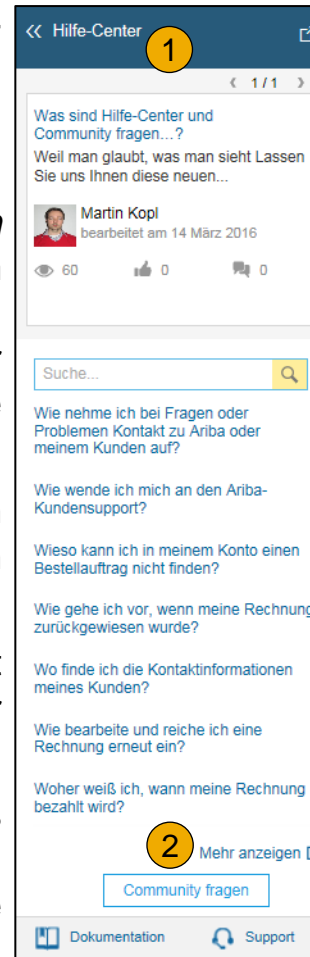 Hilfe-Center
1
1 / 1
Was sind Hilfe-Center und
Community fragen...?
Weil man glaubt, was man sieht Lassen
Sie uns Ihnen diese neuen...
Martin Kopl
bearbeitet am 14 März 2016
60 0 0
Suche...
Wie nehme ich bei Fragen oder
Problemen Kontakt zu Ariba oder
meinem Kunden auf?
Wie wende ich mich an den Ariba-
Kundensupport?
Wieso kann ich in meinem Konto einen
Bestellauftrag nicht finden?
Wie gehe ich vor, wenn meine Rechnung
zurückgewiesen wurde?
Wo finde ich die Kontaktinformationen
meines Kunden?
Wie bearbeite und reiche ich eine
Rechnung erneut ein?
Woher weiß ich, wann meine Rechnung
bezahlt wird?
2
Mehr anzeigen
Community fragen
Dokumentation Support